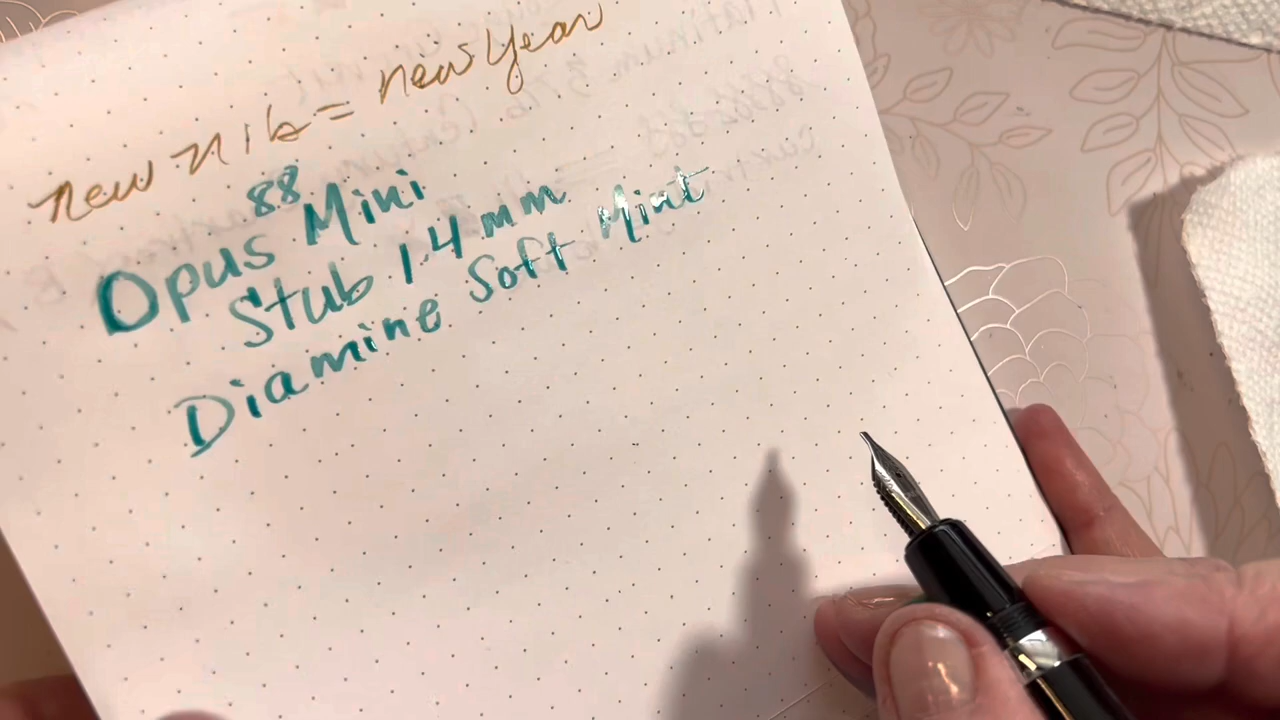 new nib = new year
88
Opus Mini
Stub 1.4mm
Diamine Soft Mint